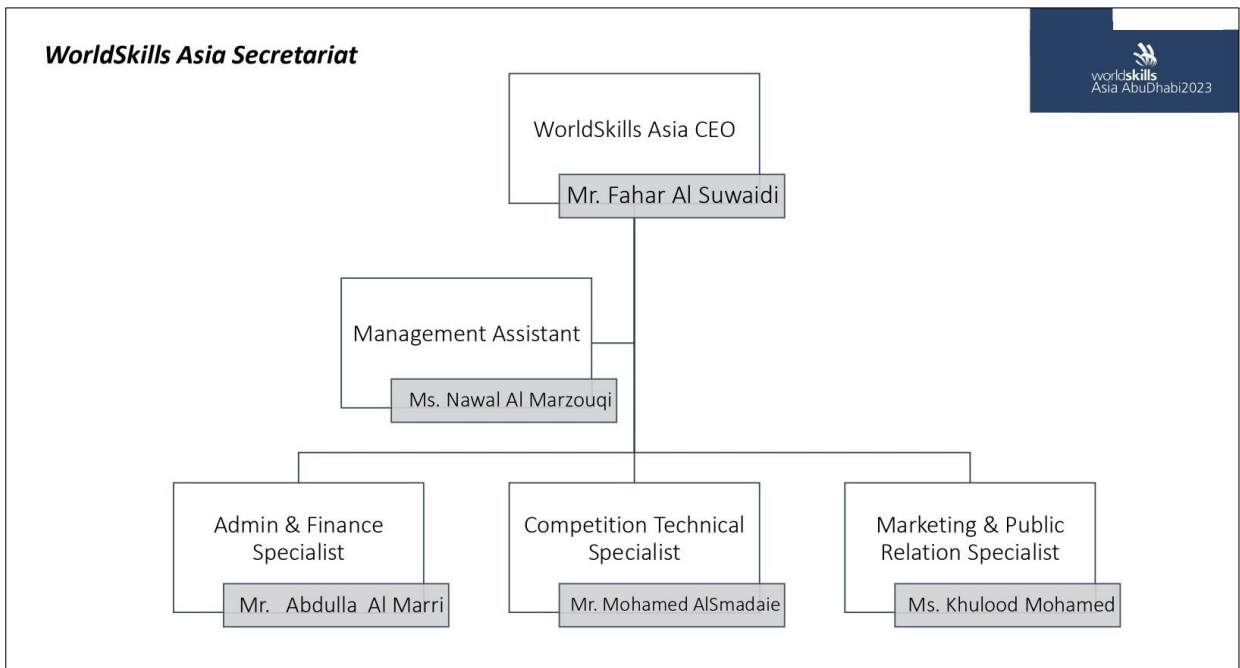 WorldSkills Asia Secretariat
worldskills
Asia AbuDhabi2023
WorldSkills Asia CEO
Mr. Fahar Al Suwaidi
Management Assistant
Ms. Nawal Al Marzouqi
Admin & Finance
Specialist
Mr. Abdulla Al Marri
Competition Technical
Specialist
Mr. Mohamed AlSmadaie
Marketing & Public
Relation Specialist
Ms. Khulood Mohamed